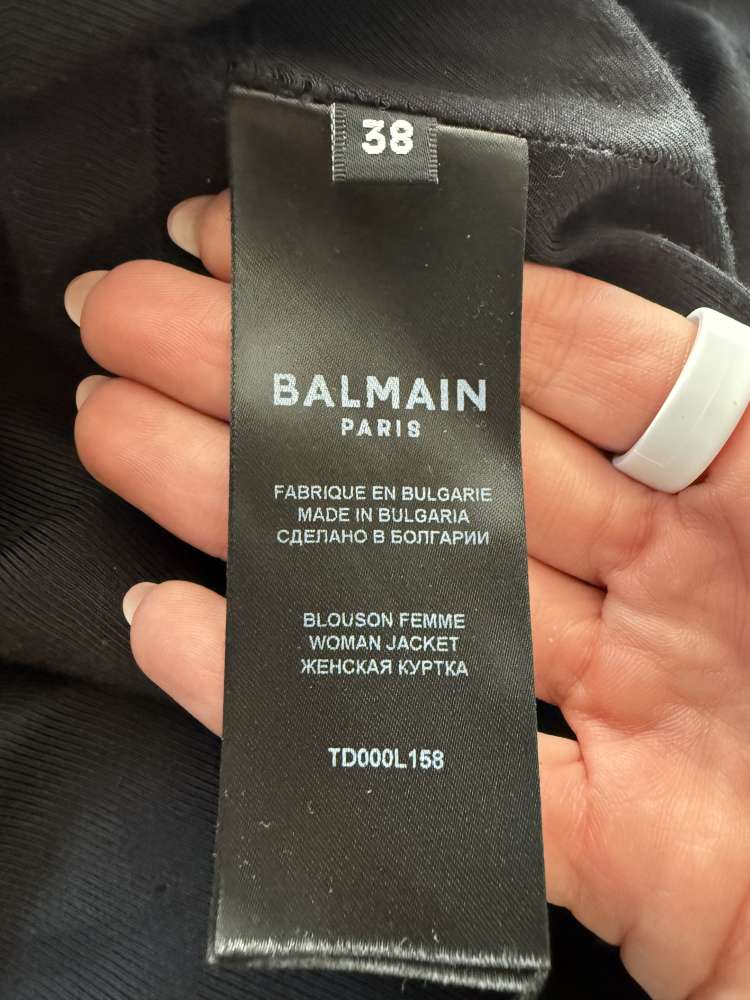 38
BALMAIN
PARIS
FABRIQUE EN BULGARIE
MADE IN BULGARIA
СДЕЛАНО В БОЛГАРИИ
BLOUSON FEMME
WOMAN JACKET
ЖЕНСКАЯ КУРТКА
TD000L158